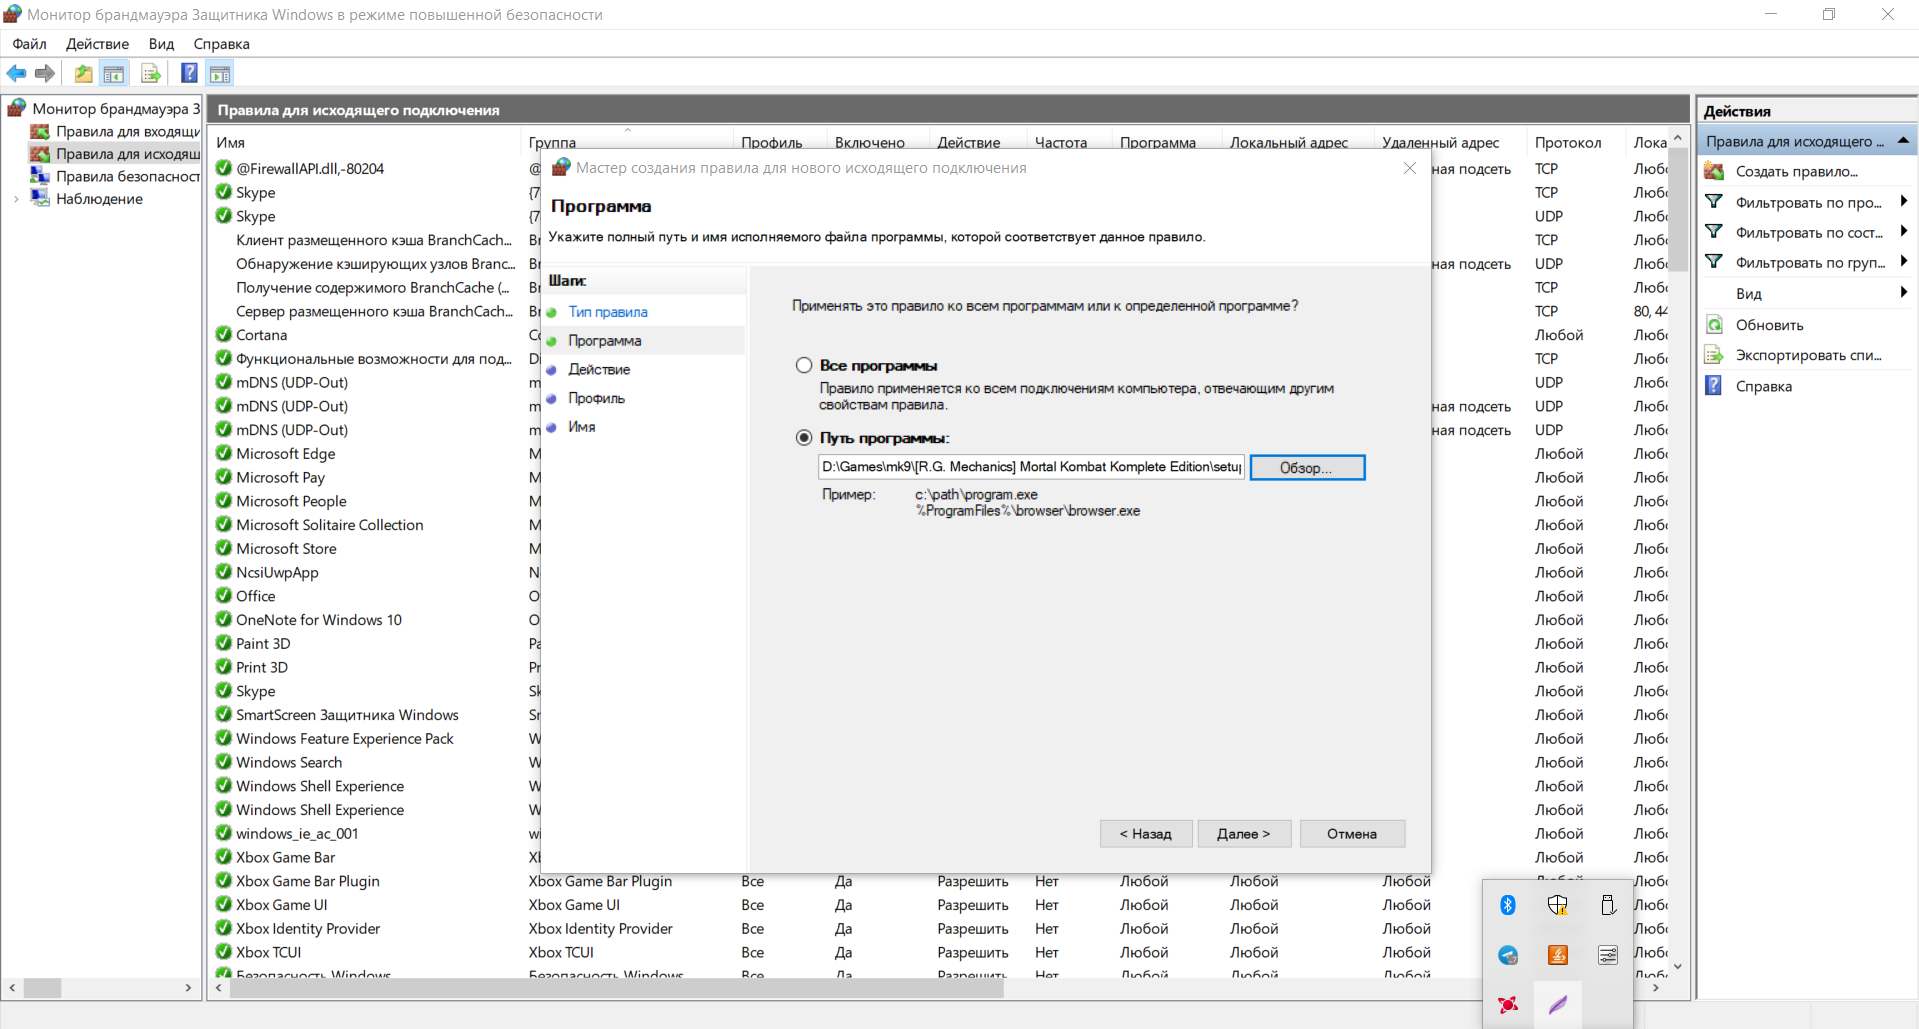 Монитор брандмауэра Защитника Windows в режиме повышенной безопасности
Файл Действие Вид Справка
Монитор брандмауэра З
Правила для входящи
Правила для исходящ
Правила безопасност
Наблюдение
Правила для исходящего подключения
Имя Группа Профиль Включено Действие Частота Программа Локальный адрес Удаленный адрес Протокол Лока
@FirewallAPI.dll,-80204 @ ная подсеть TCP Любо
Skype {7 TCP Любо
Skype {7 UDP Любо
Клиент размещенного кэша BranchCach... Br TCP Любо
Обнаружение кэширующих узлов Branc... Br ная подсеть UDP Любо
Получение содержимого BranchCache (... Br TCP Любо
Сервер размещенного кэша BranchCach... Br TCP 80, 44
Cortana Co Любой Любо
Функциональные возможности для под... Di TCP Любо
mDNS (UDP-Out) m UDP Любо
mDNS (UDP-Out) m ная подсеть UDP Любо
mDNS (UDP-Out) m ная подсеть UDP Любо
Microsoft Edge M Любой Любо
Microsoft Pay M Любой Любо
Microsoft People M Любой Любо
Microsoft Solitaire Collection M Любой Любо
Microsoft Store M Любой Любо
NcsiUwpApp N Любой Любо
Office O Любой Любо
OneNote for Windows 10 O Любой Любо
Paint 3D Pa Любой Любо
Print 3D Pr Любой Любо
Skype Sk Любой Любо
SmartScreen Защитника Windows Sr Любой Любо
Windows Feature Experience Pack W Любой Любо
Windows Search W Любой Любо
Windows Shell Experience W Любой Любо
Windows Shell Experience W Любой Любо
windows_ie_ac_001 wi Любой Любо
Xbox Game Bar Xl Любой Любо
Xbox Game Bar Plugin Xbox Game Bar Plugin Все Да Разрешить Нет Любой Любой Любой
Xbox Game UI Xbox Game UI Все Да Разрешить Нет Любой Любой Любой Любо
Xbox Identity Provider Xbox Identity Provider Все Да Разрешить Нет Любой Любой Любой Любо
Xbox TCUI Xbox TCUI Все Да Разрешить Нет Любой Любой Любой Любо
Безопасность Windows Безопасность Windows Все Да Разрешить Нет Любой Любой Любой Любо
Мастер создания правила для нового исходящего подключения
Программа
Укажите полный путь и имя исполняемого файла программы, которой соответствует данное правило.
Шаги:
Тип правила
Программа
Действие
Профиль
Имя
Применять это правило ко всем программам или к определенной программе?
Все программы
Правило применяется ко всем подключениям компьютера, отвечающим другим
свойствам правила.
Путь программы:
D:\Games\mk9\[R.G. Mechanics] Mortal Kombat Komplete Edition\setup Обзор...
Пример: c:\path\program.exe
%ProgramFiles%\browser\browser.exe
< Назад Далее > Отмена
Действия
Правила для исходящего ...
Создать правило...
Фильтровать по про...
Фильтровать по сост...
Фильтровать по груп...
Вид
Обновить
Экспортировать спи...
Справка